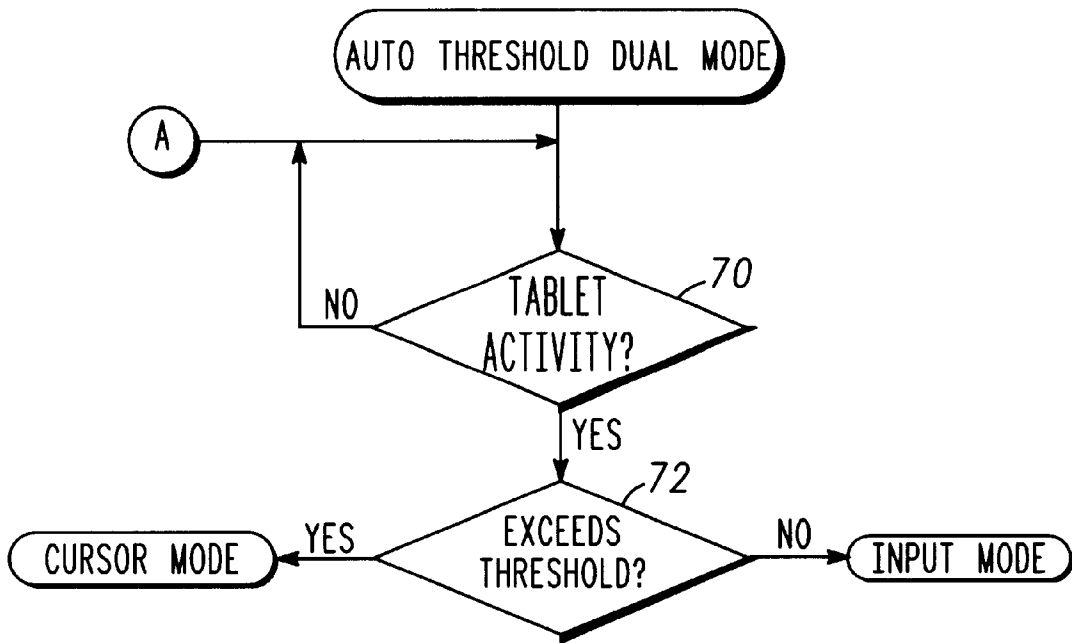 AUTO THRESHOLD DUAL MODE
A
70
NO
TABLET
ACTIVITY?
YES
72
YES
EXCEEDS
THRESHOLD?
NO
CURSOR MODE
INPUT MODE